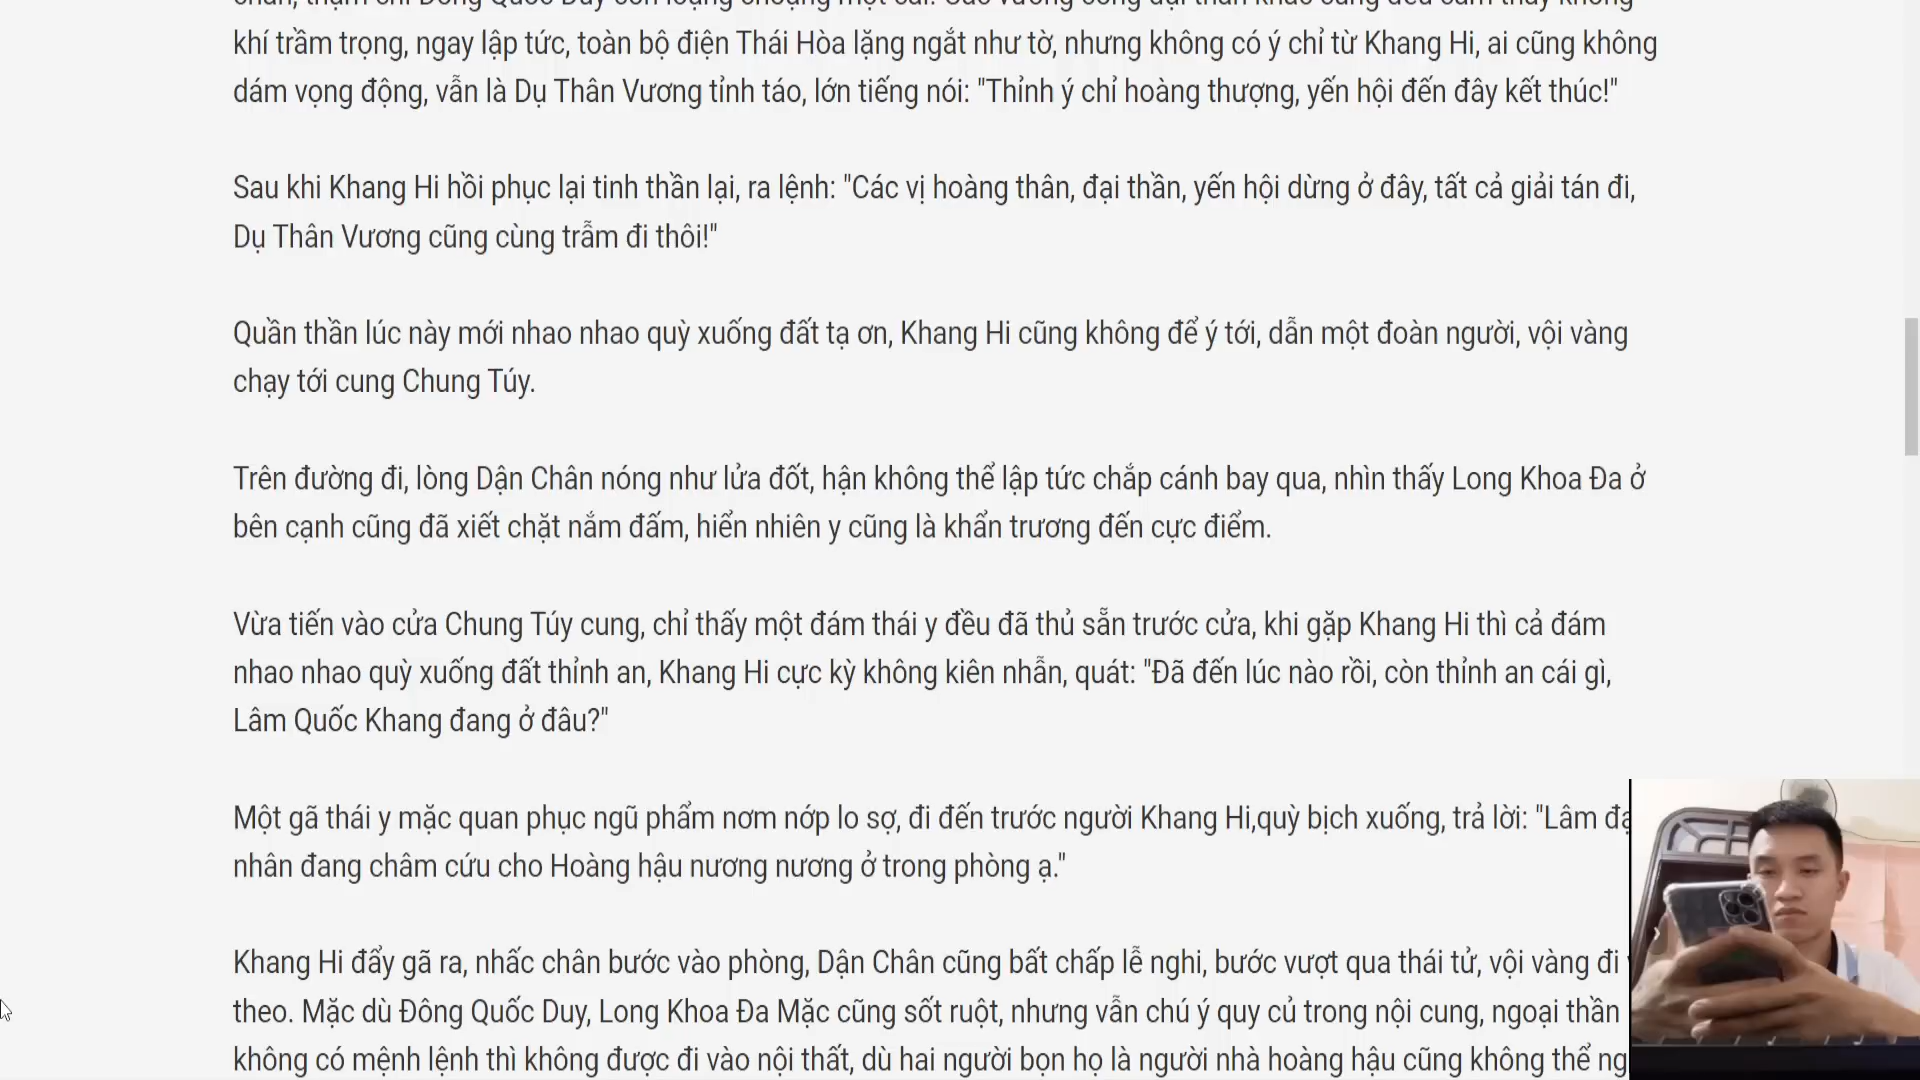 khí trầm trọng, ngay lập tức, toàn bộ điện Thái Hòa lặng ngắt như tờ, nhưng không có ý chỉ từ Khang Hi, ai cũng không
dám vọng động, vẫn là Dụ Thân Vương tỉnh táo, lớn tiếng nói: "Thỉnh ý chỉ hoàng thượng, yến hội đến đây kết thúc!"
Sau khi Khang Hi hồi phục lại tinh thần lại, ra lệnh: "Các vị hoàng thân, đại thần, yến hội dừng ở đây, tất cả giải tán đi,
Dụ Thân Vương cũng cùng trẫm đi thôi!"
Quần thần lúc này mới nhao nhao quỳ xuống đất tạ ơn, Khang Hi cũng không để ý tới, dẫn một đoàn người, vội vàng
chạy tới cung Chung Túy.
Trên đường đi, lòng Dận Chân nóng như lửa đốt, hận không thể lập tức chắp cánh bay qua, nhìn thấy Long Khoa Đa ở
bên cạnh cũng đã xiết chặt nắm đấm, hiển nhiên y cũng là khẩn trương đến cực điểm.
Vừa tiến vào cửa Chung Túy cung, chỉ thấy một đám thái y đều đã thủ sẵn trước cửa, khi gặp Khang Hi thì cả đám
nhao nhao quỳ xuống đất thỉnh an, Khang Hi cực kỳ không kiên nhẫn, quát: "Đã đến lúc nào rồi, còn thỉnh an cái gì,
Lâm Quốc Khang đang ở đâu?"
Một gã thái y mặc quan phục ngũ phẩm nơm nớp lo sợ, đi đến trước người Khang Hi,quỳ bịch xuống, trả lời: "Lâm
nhân đang châm cứu cho Hoàng hậu nương nương ở trong phòng ạ."
Khang Hi đẩy gã ra, nhấc chân bước vào phòng, Dận Chân cũng bất chấp lễ nghi, bước vượt qua thái tử, vội vàng đi
theo. Mặc dù Đông Quốc Duy, Long Khoa Đa Mặc cũng sốt ruột, nhưng vẫn chú ý quy củ trong nội cung, ngoại thần
không có mệnh lệnh thì không được đi vào nội thất, dù hai người bọn họ là người nhà hoàng hậu cũng không thể